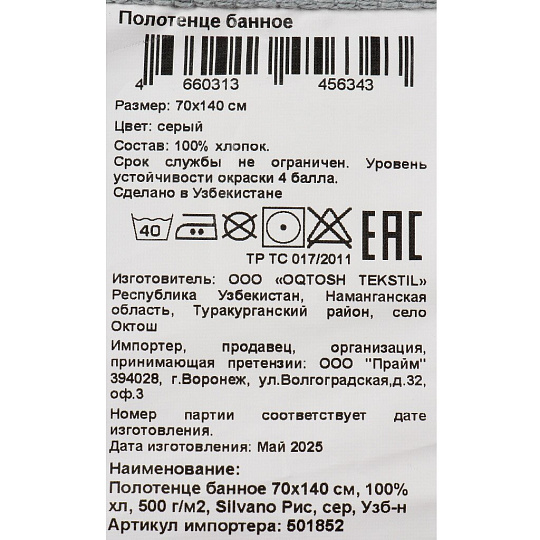 Полотенце банное
4 660313 456343
Размер: 70х140 см
Цвет: серый
Состав: 100% хлопок.
Срок службы не ограничен. Уровень
устойчивости окраски 4 балла.
Сделано в Узбекистане
40
ЕАС
ТР ТС 017/2011
Изготовитель: ООО «OQTOSH TEKSTIL»
Республика Узбекистан, Наманганская
область, Туракурганский район, село
Октош
Импортер, продавец, организация,
принимающая претензии: ООО "Прайм"
394028, г.Воронеж, ул.Волгоградская,д.32,
оф.3
Номер партии соответствует дате
изготовления.
Дата изготовления: Май 2025
Наименование:
Полотенце банное 70х140 см, 100%
хл, 500 г/м2, Silvano Рис, сер, Узб-н
Артикул импортера: 501852